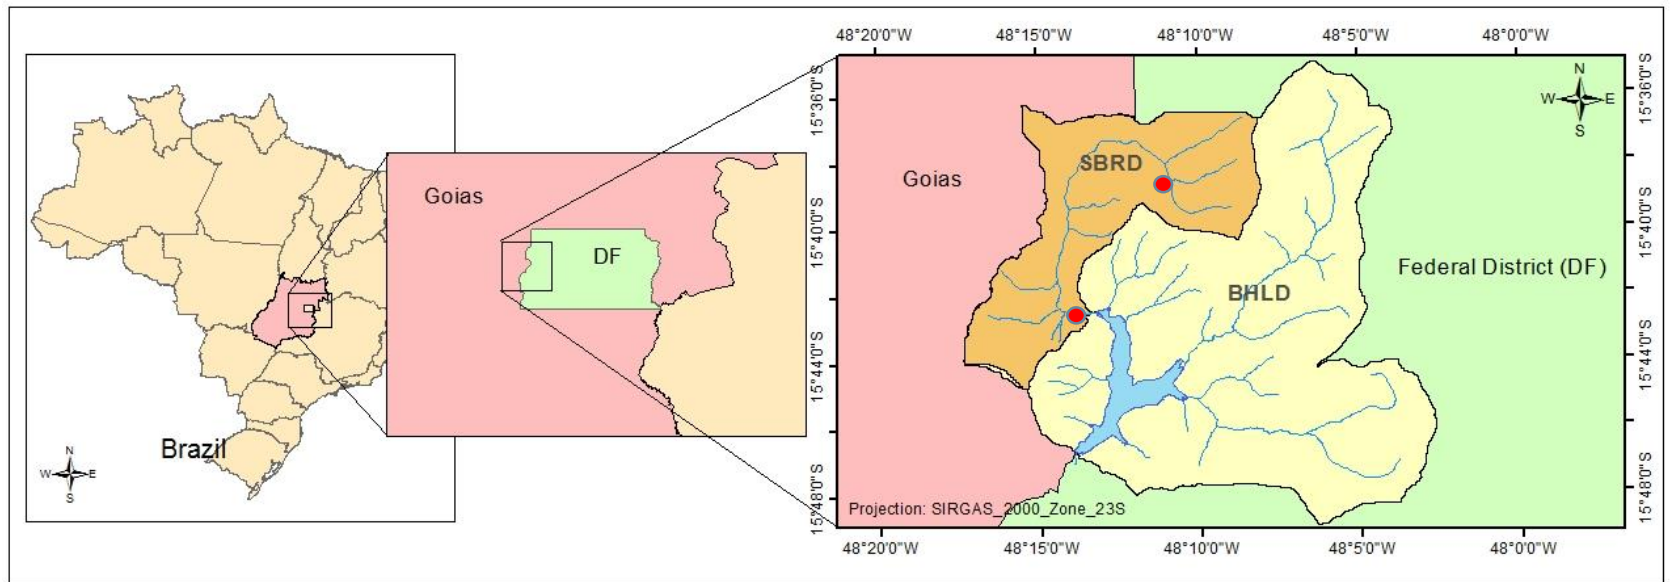 Brazil
N
W E
S
Goias
DF
48°20'0"W 48°15'0"W 48°10'0"W 48°5'0"W 48°0'0"W
15°36'0"S
15°40'0"S
15°44'0"S
15°48'0"S
N
W E
S
SBRD
Goias
Federal District (DF)
BHLD
Projection: SIRGAS_2000_Zone_23S
15°36'0"S
15°40'0"S
15°44'0"S
15°48'0"S
48°20'0"W 48°15'0"W 48°10'0"W 48°5'0"W 48°0'0"W